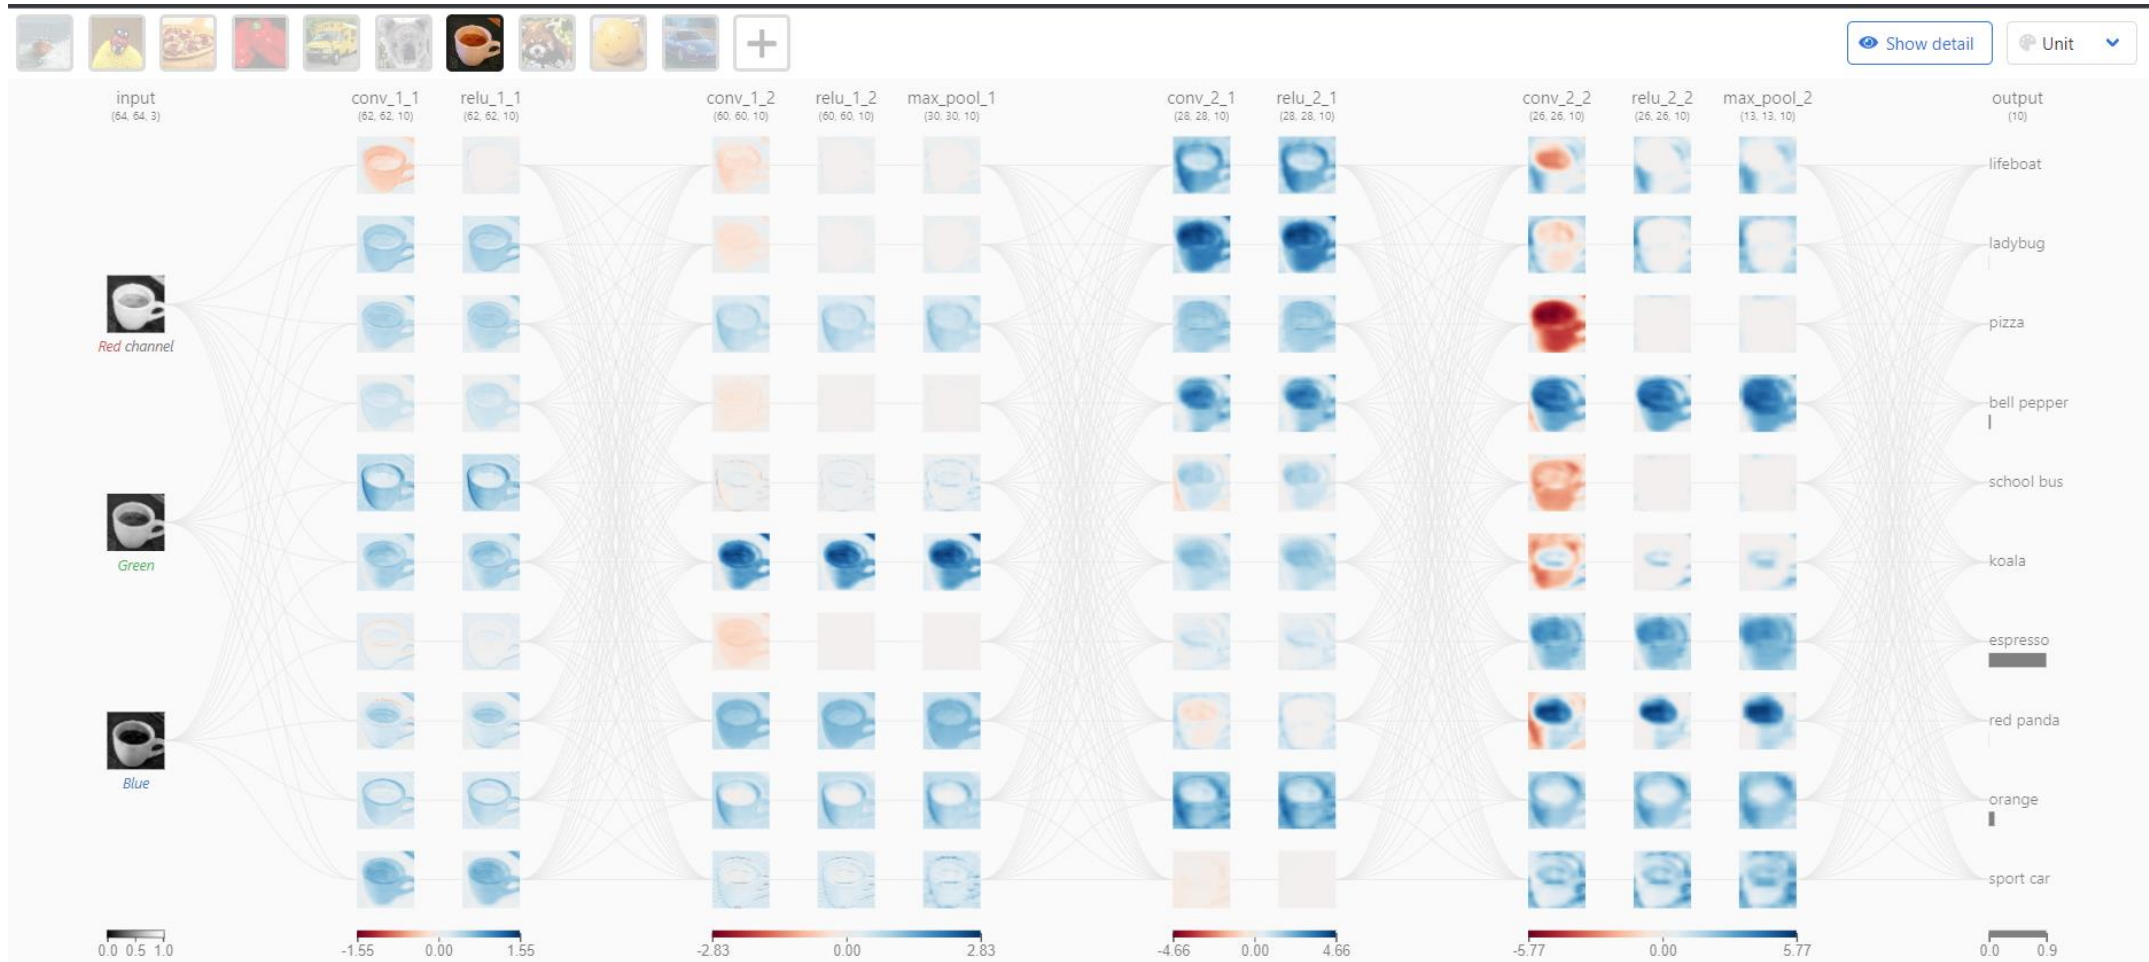 Show detail
Unit
input
(64, 64, 3)
conv_1_1
(62, 62, 10)
relu_1_1
(62, 62, 10)
conv_1_2
(60, 60, 10)
relu_1_2
(60, 60, 10)
max_pool_1
(30, 30, 10)
conv_2_1
(28, 28, 10)
relu_2_1
(28, 28, 10)
conv_2_2
(26, 26, 10)
relu_2_2
(26, 26, 10)
max_pool_2
(13, 13, 10)
output
(10)
Red channel
Green
Blue
lifeboat
ladybug
pizza
bell pepper
school bus
koala
espresso
red panda
orange
sport car
0.0 0.5 1.0
-1.55 0.00 1.55
-2.83 0.00 2.83
-4.66 0.00 4.66
-5.77 0.00 5.77
0.0 0.9